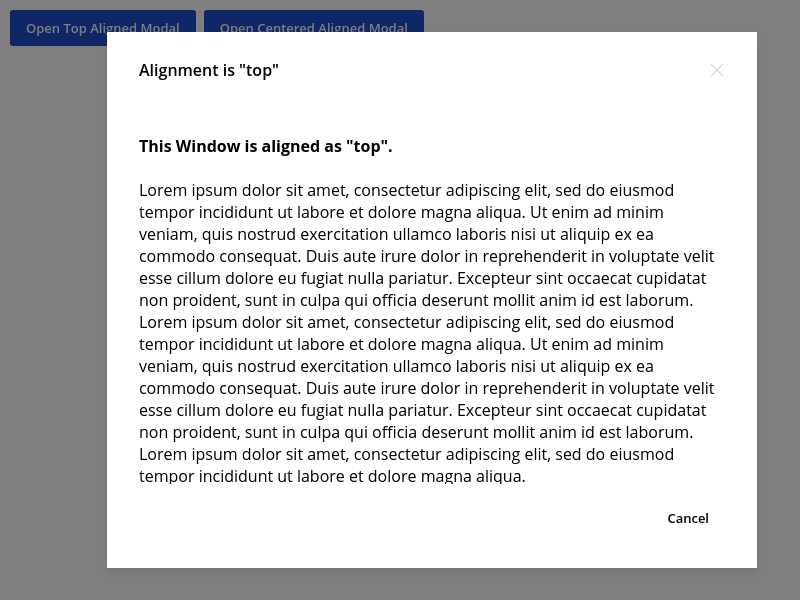 Open Top Aligned Modal
Open Centered Aligned Modal
Alignment is "top"
This Window is aligned as "top".
Lorem ipsum dolor sit amet, consectetur adipiscing elit, sed do eiusmod
tempor incididunt ut labore et dolore magna aliqua. Ut enim ad minim
veniam, quis nostrud exercitation ullamco laboris nisi ut aliquip ex ea
commodo consequat. Duis aute irure dolor in reprehenderit in voluptate velit
esse cillum dolore eu fugiat nulla pariatur. Excepteur sint occaecat cupidatat
non proident, sunt in culpa qui officia deserunt mollit anim id est laborum.
Lorem ipsum dolor sit amet, consectetur adipiscing elit, sed do eiusmod
tempor incididunt ut labore et dolore magna aliqua. Ut enim ad minim
veniam, quis nostrud exercitation ullamco laboris nisi ut aliquip ex ea
commodo consequat. Duis aute irure dolor in reprehenderit in voluptate velit
esse cillum dolore eu fugiat nulla pariatur. Excepteur sint occaecat cupidatat
non proident, sunt in culpa qui officia deserunt mollit anim id est laborum.
Lorem ipsum dolor sit amet, consectetur adipiscing elit, sed do eiusmod
tempor incididunt ut labore et dolore magna aliqua.
Cancel